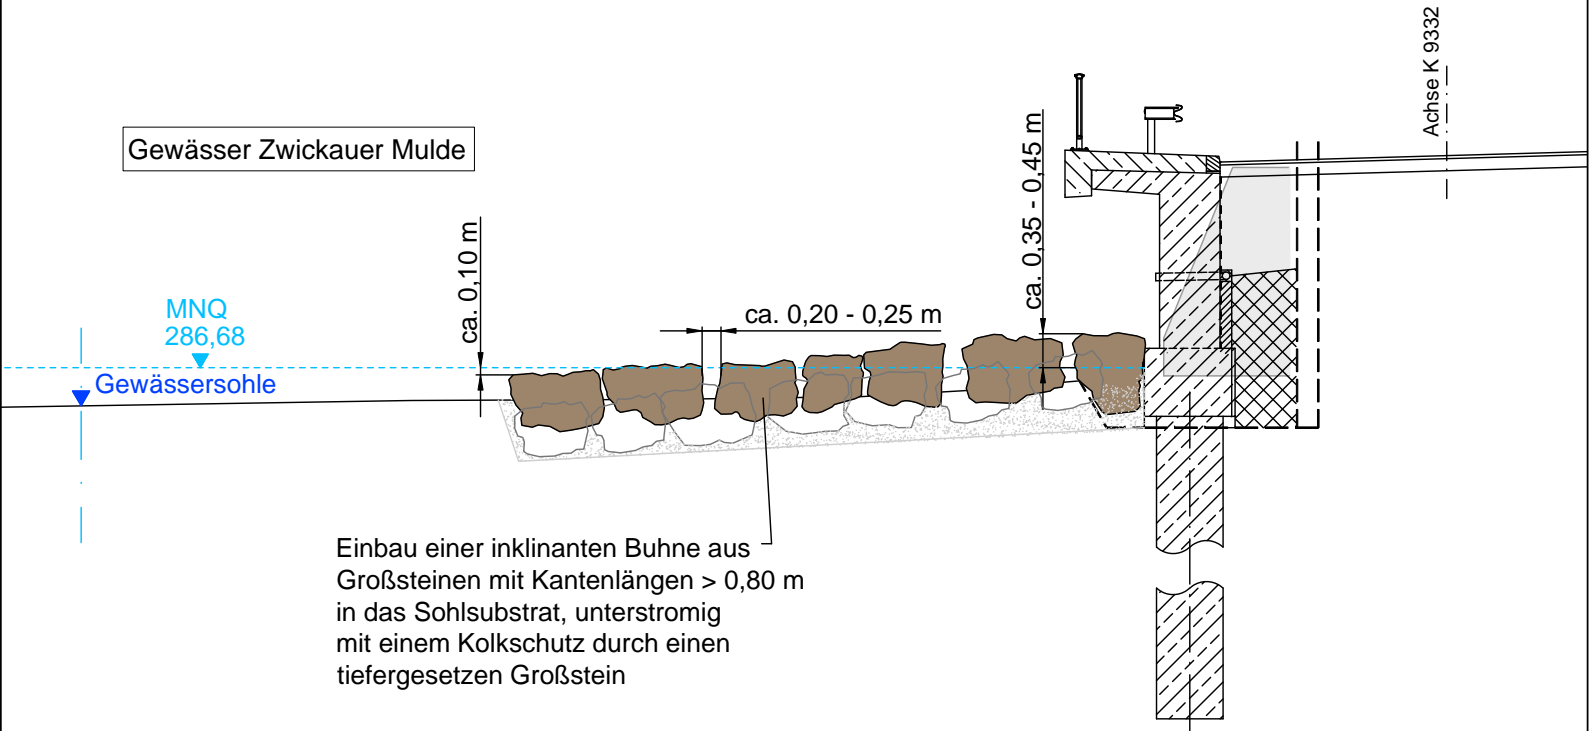 Achse K 9332
Gewässer Zwickauer Mulde
ca. 0,10 m
ca. 0,35 - 0,45 m
MNQ
286,68
ca. 0,20 - 0,25 m
Gewässersohle
Einbau einer inklinanten Buhne aus
Großsteinen mit Kantenlängen > 0,80 m
in das Sohlsubstrat, unterstromig
mit einem Kolkschutz durch einen
tiefergesetzen Großstein